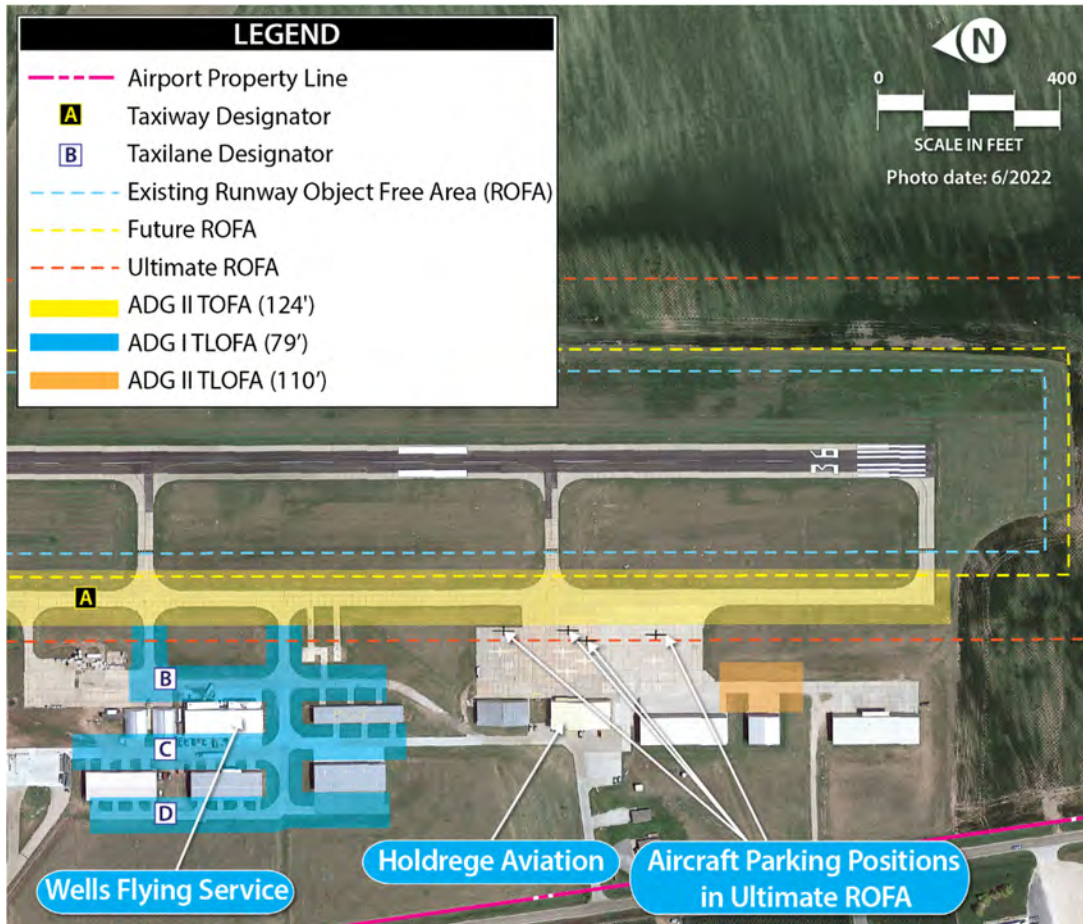 LEGEND
Airport Property Line
A
Taxiway Designator
B
Taxilane Designator
Existing Runway Object Free Area (ROFA)
Future ROFA
Ultimate ROFA
ADG II TOFA (124')
ADG I TLOFA (79')
ADG II TLOFA (110')
N
0
400
SCALE IN FEET
Photo date: 6/2022
A
B
C
D
Wells Flying Service
Holdrege Aviation
Aircraft Parking Positions
in Ultimate ROFA